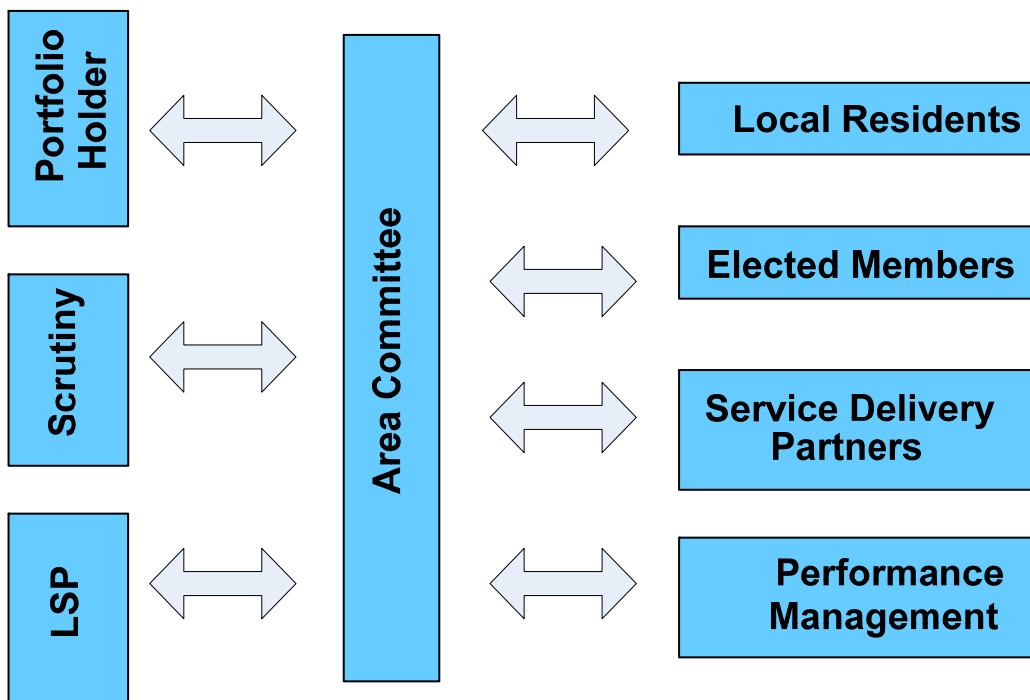 Portfolio
Holder
Scrutiny
LSP
Area Committee
Local Residents
Elected Members
Service Delivery
Partners
Performance
Management